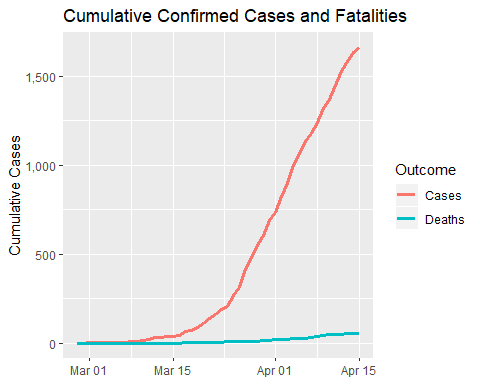 Cumulative Confirmed Cases and Fatalities
Cumulative Cases
1,500
1,000
500
0
Mar 01
Mar 15
Apr 01
Apr 15
Outcome
Cases
Deaths